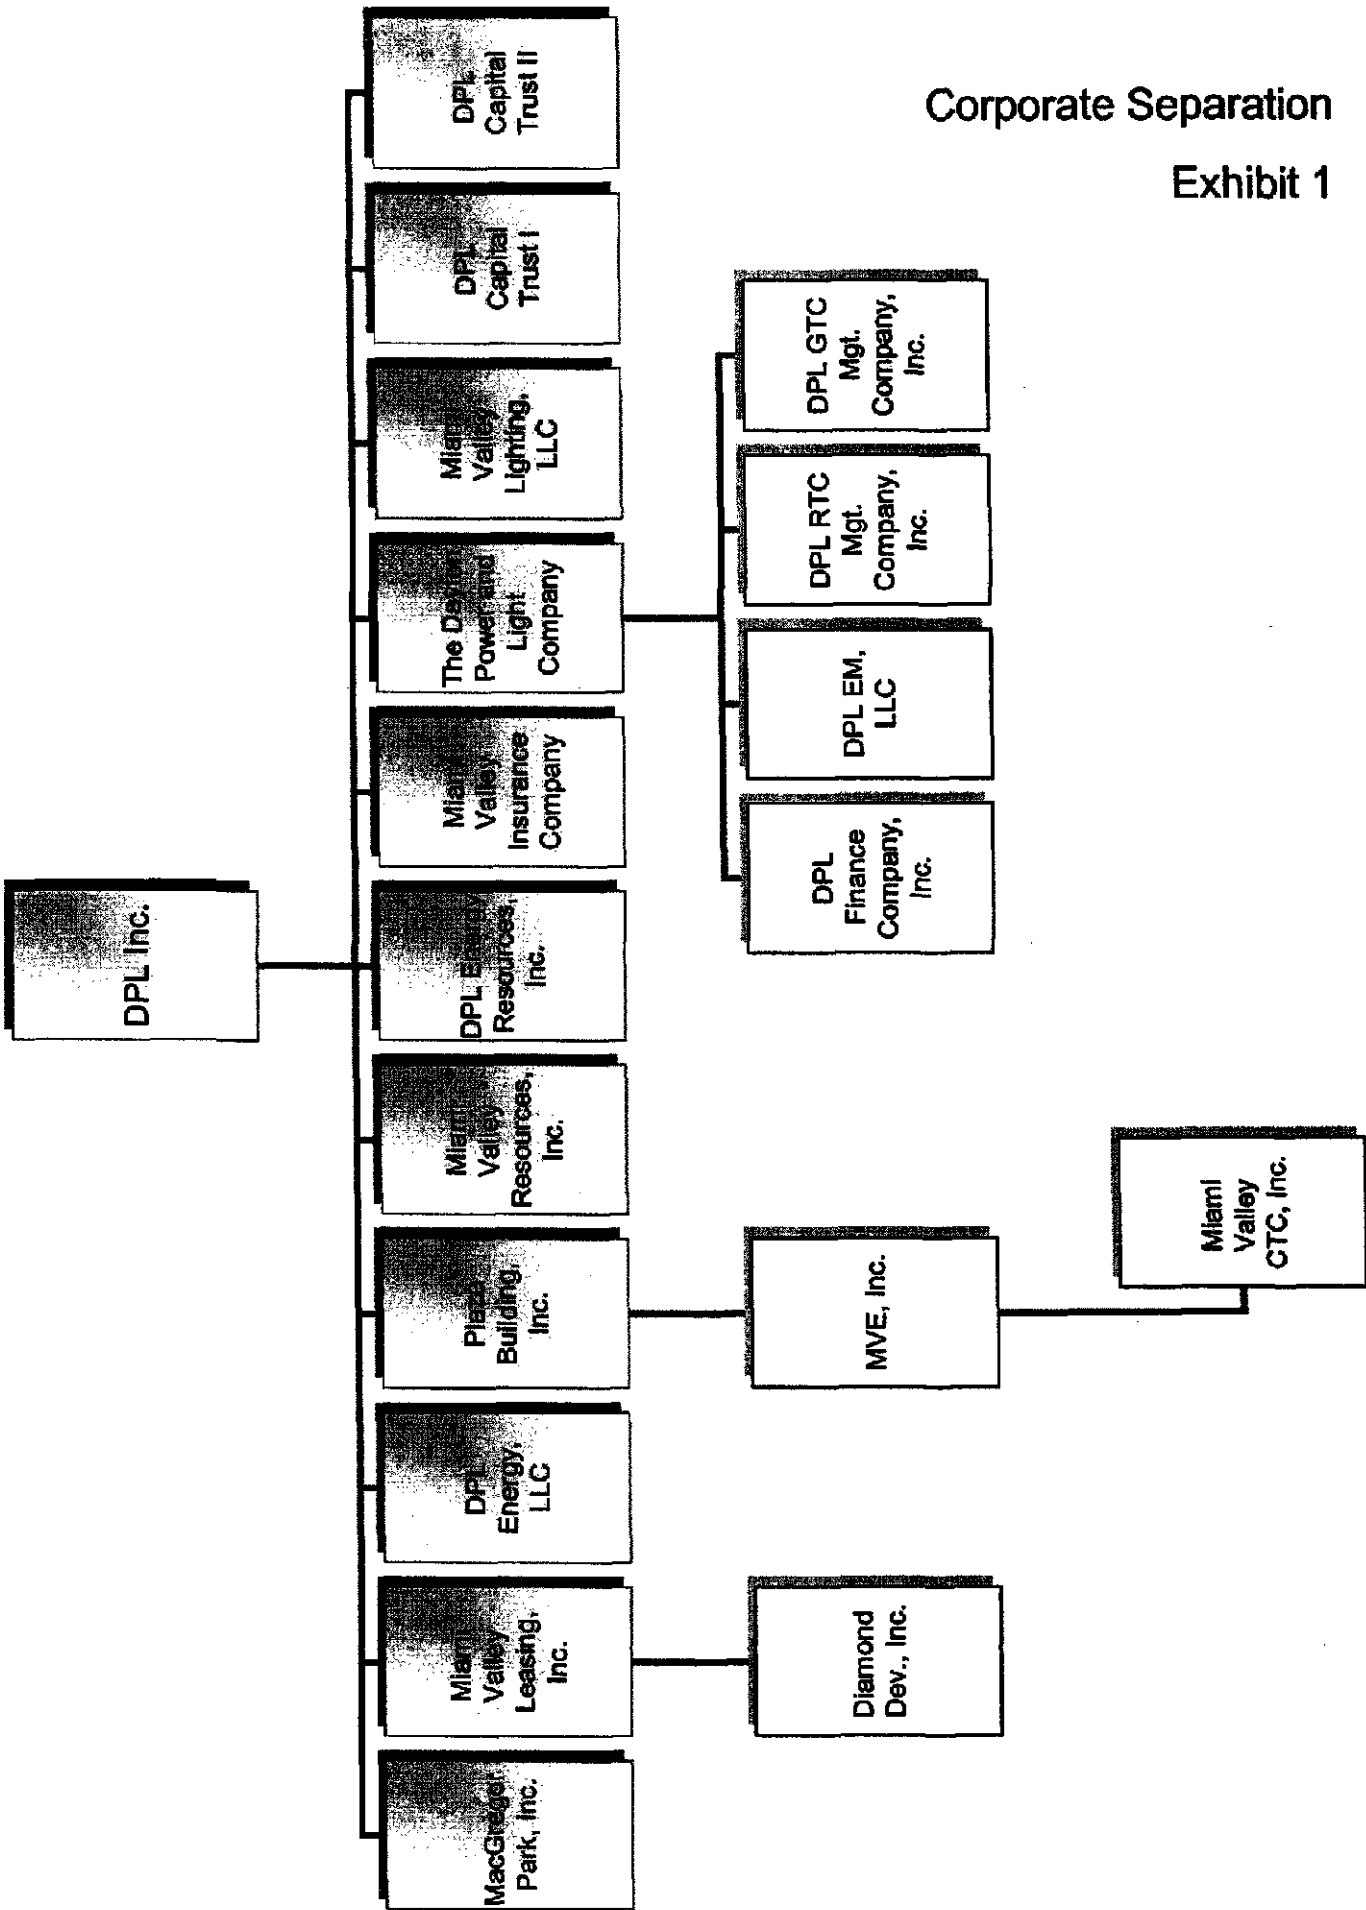 Corporate Separation
Exhibit 1
DPL Inc.
MacGregor
Park, Inc.
Miami
Valley
Leasing,
Inc.
DPL
Energy,
LLC
Plaza
Building,
Inc.
Miami
Valley
Resources,
Inc.
DPL Energy
Resources,
Inc.
Miami
Valley
Insurance
Company
The Dayton
Power and
Light
Company
Miami
Valley
Lighting,
LLC
DPL
Capital
Trust I
DPL
Capital
Trust II
Diamond
Dev., Inc.
MVE, Inc.
DPL
Finance
Company,
Inc.
DPL EM,
LLC
DPL RTC
Mgt.
Company,
Inc.
DPL GTC
Mgt.
Company,
Inc.
Miami
Valley
CTC, Inc.